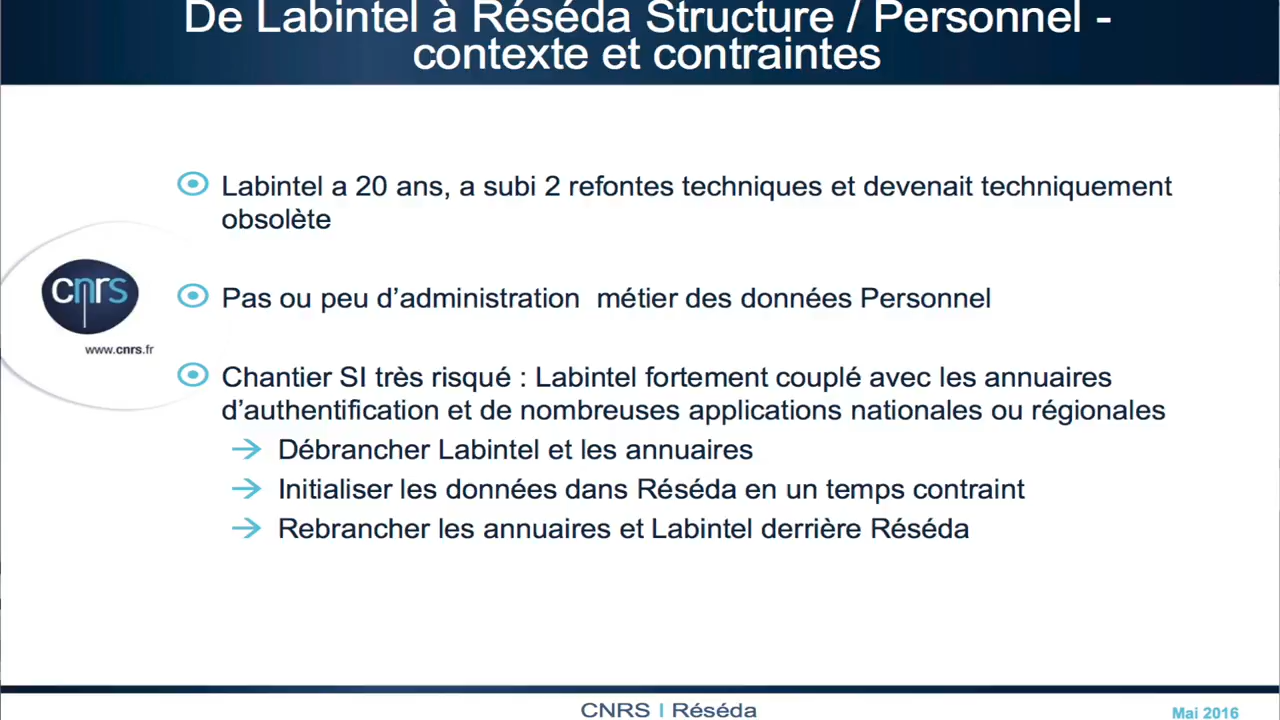 De Labintel à Réséda Structure / Personnel -
contexte et contraintes
Labintel a 20 ans, a subi 2 refontes techniques et devenait techniquement
obsolète
cnrs
www.cnrs.fr
Pas ou peu d’administration  métier des données Personnel
Chantier SI très risqué : Labintel fortement couplé avec les annuaires
d’authentification et de nombreuses applications nationales ou régionales
→ Débrancher Labintel et les annuaires
→ Initialiser les données dans Réséda en un temps contraint
→ Rebrancher les annuaires et Labintel derrière Réséda
CNRS I Réséda
Mai 2016